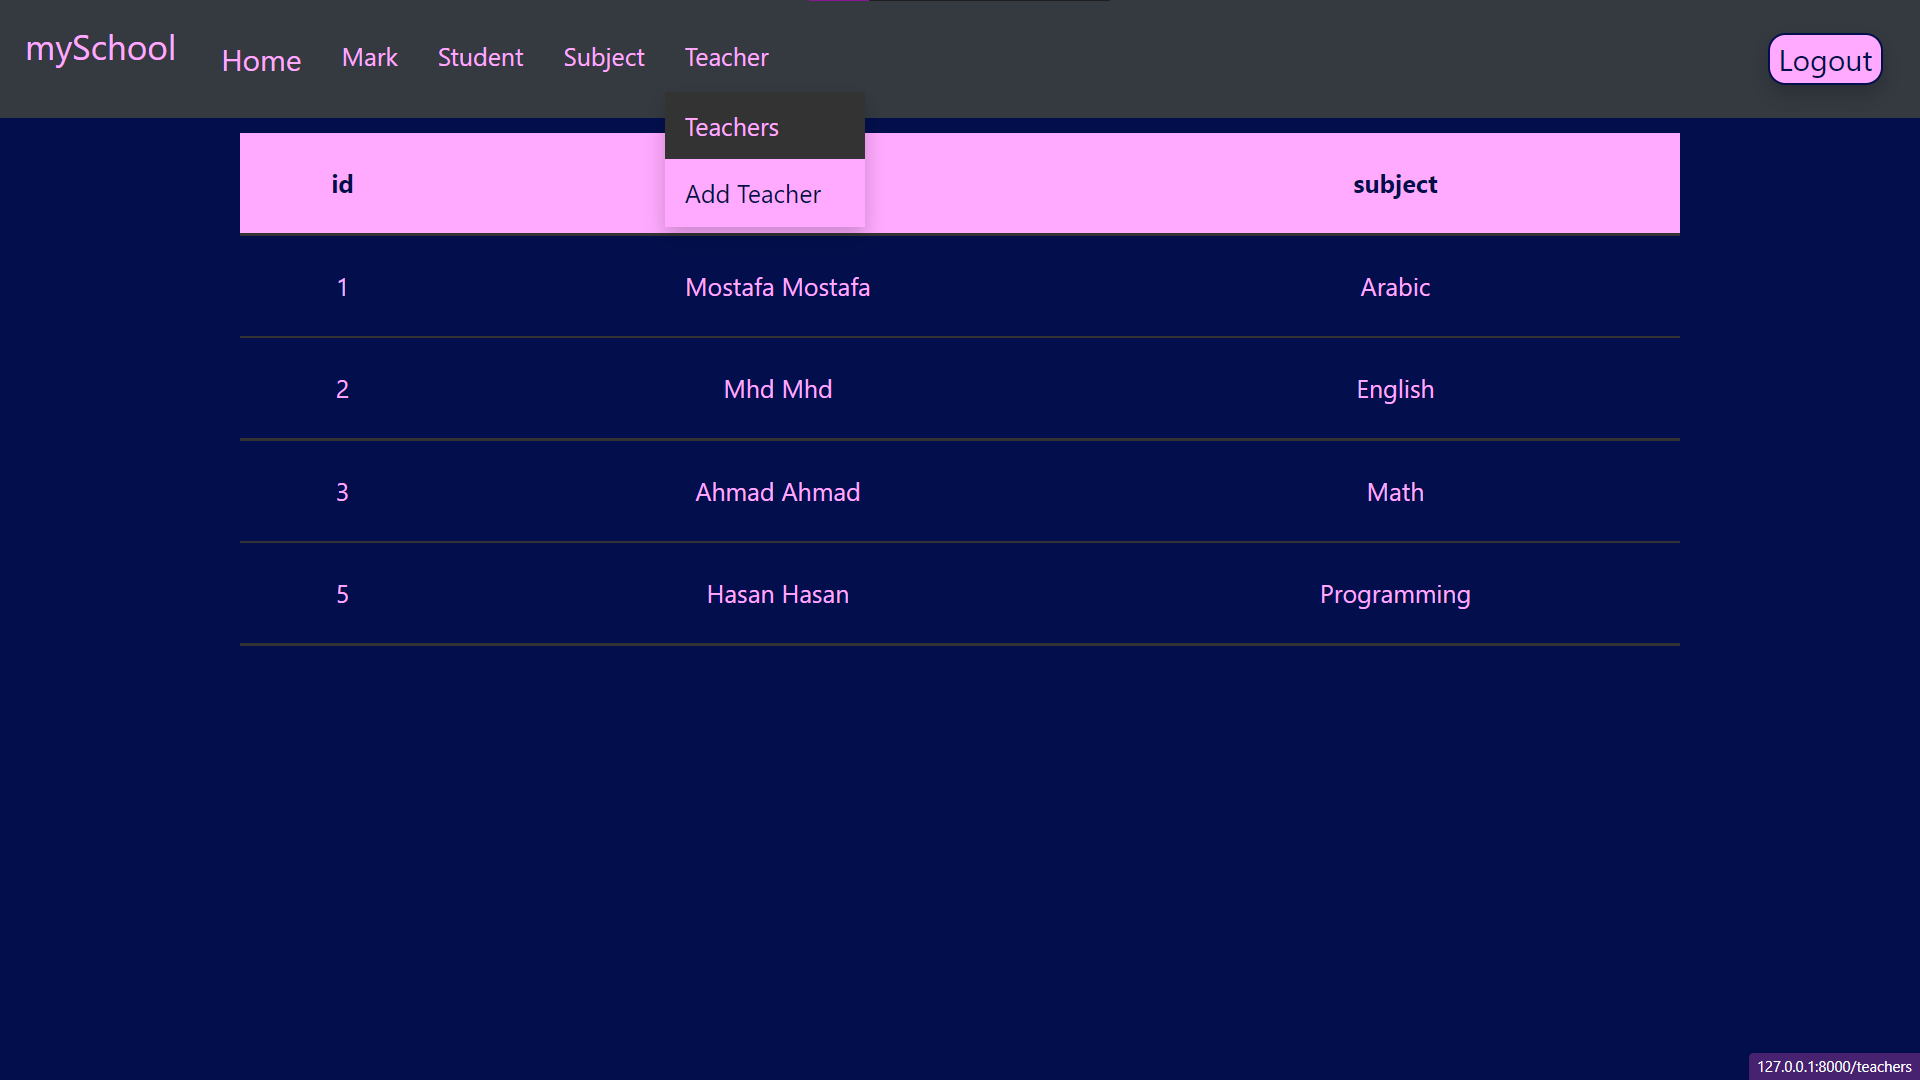 mySchool Home Mark Student Subject Teacher Logout
Teachers
Add Teacher
id subject
1 Mostafa Mostafa Arabic
2 Mhd Mhd English
3 Ahmad Ahmad Math
5 Hasan Hasan Programming
127.0.0.1:8000/teachers